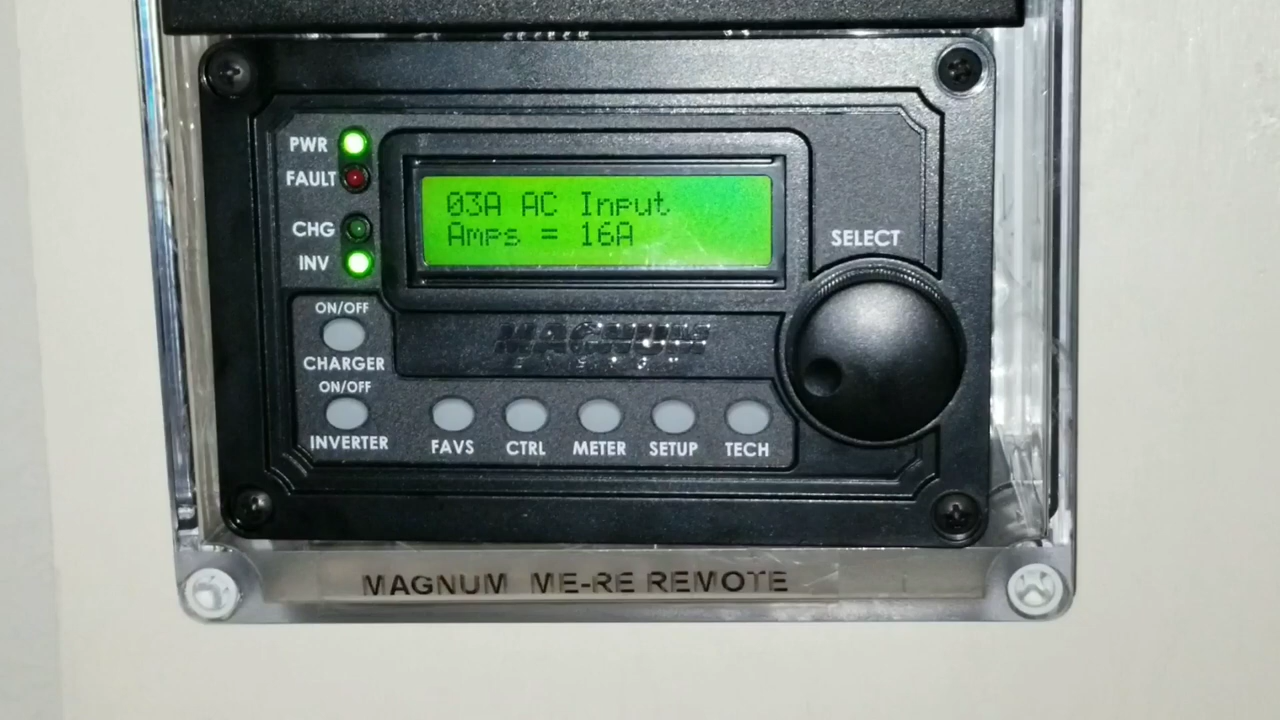 PWR
FAULT
CHG
INV
03A AC Input
Amps = 16A
SELECT
ON/OFF
CHARGER
ON/OFF
INVERTER
MAGNUM
FAVS
CTRL
METER
SETUP
TECH
MAGNUM ME-RE REMOTE